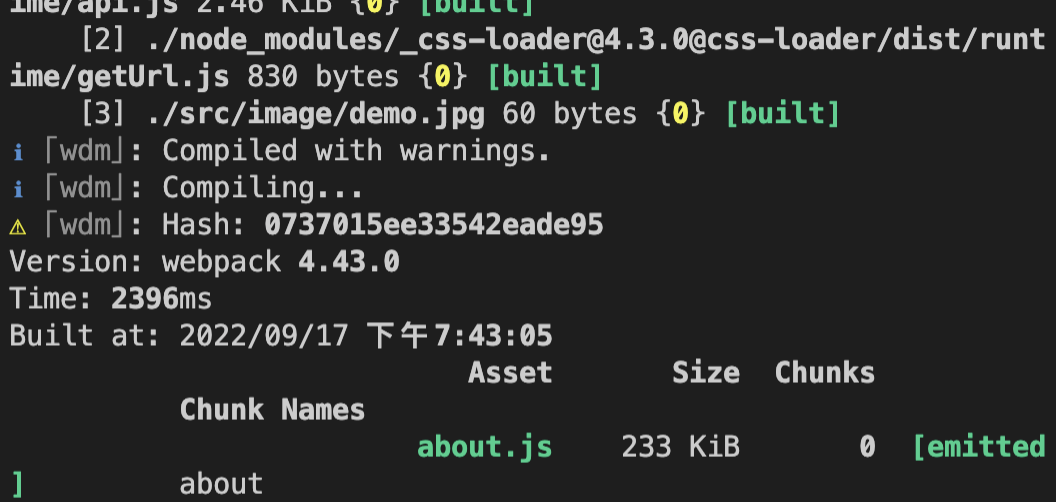 ime/api.js 2.46 KiB {0} [built]
[2] ./node_modules/_css-loader@4.3.0@css-loader/dist/runt
ime/getUrl.js 830 bytes {0} [built]
[3] ./src/image/demo.jpg 60 bytes {0} [built]
ℹ ｢wdm｣: Compiled with warnings.
ℹ ｢wdm｣: Compiling...
⚠ ｢wdm｣: Hash: 0737015ee33542eade95
Version: webpack 4.43.0
Time: 2396ms
Built at: 2022/09/17 下午7:43:05
Asset Size Chunks
Chunk Names
about.js 233 KiB 0 [emitted
] about